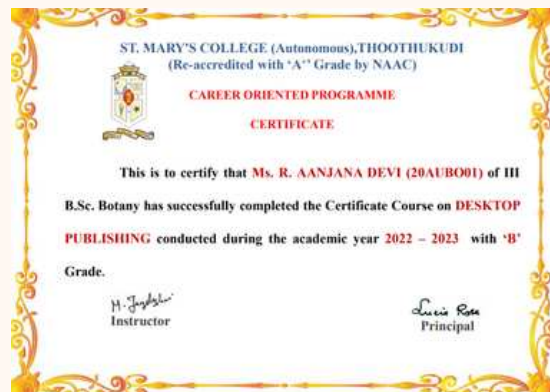 ST. MARY'S COLLEGE (Autonomous),THOOTHUKUDI
(Re-accredited with 'A+' Grade by NAAC)
CAREER ORIENTED PROGRAMME
CERTIFICATE
This is to certify that Ms. R. AANJANA DEVI (20AUBO01) of III
B.Sc. Botany has successfully completed the Certificate Course on DESKTOP
PUBLISHING conducted during the academic year 2022 – 2023 with 'B'
Grade.
Lucia Rose
Instructor
Principal